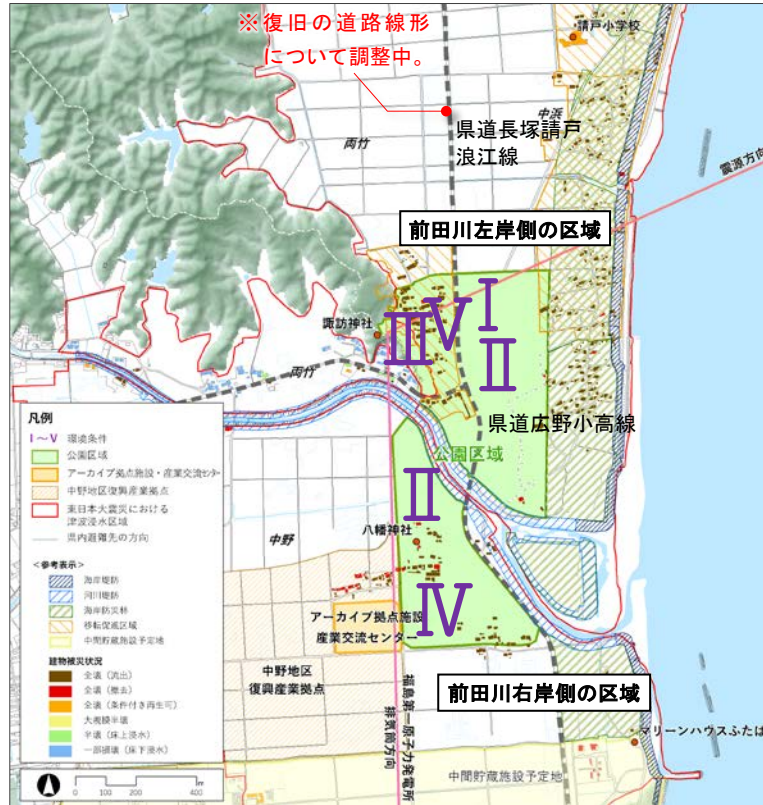 ※復旧の道路線形
について調整中。
請戸小学校
中浜
県道長塚請戸
浪江線
両竹
震源方向
前田川左岸側の区域
I
V
III
II
諏訪神社
両竹
県道広野小高線
公園区域
II
八幡神社
中野
IV
アーカイブ拠点施設
産業交流センター
中野地区
復興産業拠点
福島第一原子力発電所
排気筒方向
前田川右岸側の区域
マリーンハウスふたば
中間貯蔵施設予定地
凡例
I～V 環境条件
公園区域
アーカイブ拠点施設・産業交流センター
中野地区復興産業拠点
東日本大震災における
津波浸水区域
県内避難先の方向
<参考表示>
海岸堤防
河川堤防
海岸防災林
移転促進区域
中間貯蔵施設予定地
建物被災状況
全壊（流出）
全壊（撤去）
全壊（条件付き再生可）
大規模半壊
半壊（床上浸水）
一部損壊（床下浸水）
0 100 200 400